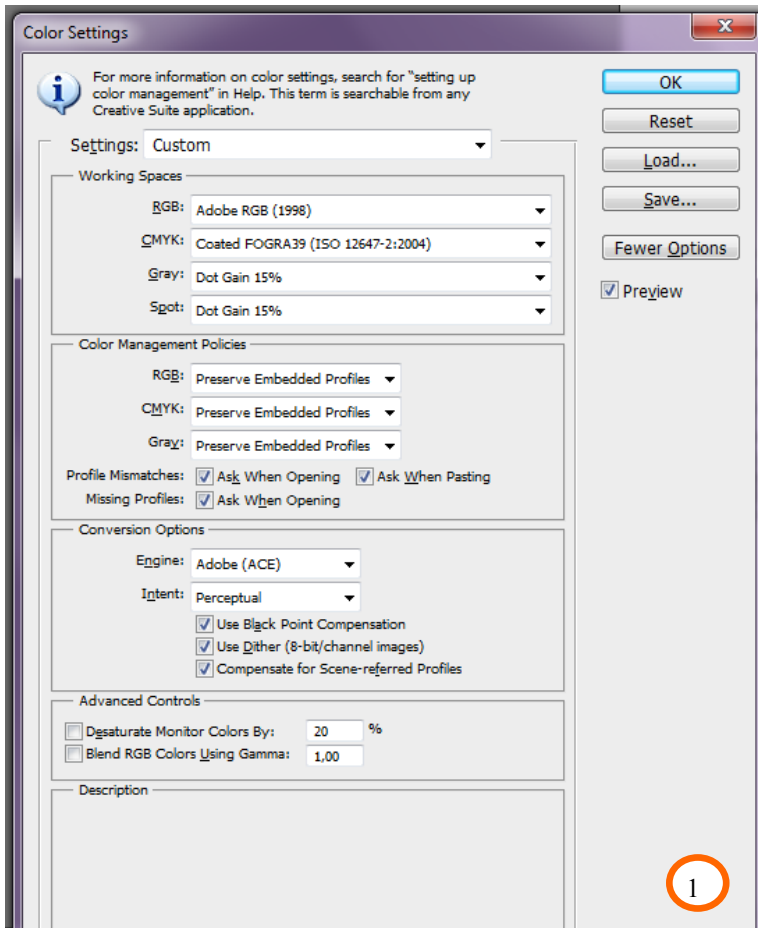 Color Settings
For more information on color settings, search for “setting up
color management” in Help. This term is searchable from any
Creative Suite application.
OK
Reset
Load...
Save...
Fewer Options
Preview
Settings: Custom
Working Spaces
RGB: Adobe RGB (1998)
CMYK: Coated FOGRA39 (ISO 12647-2:2004)
Gray: Dot Gain 15%
Spot: Dot Gain 15%
Color Management Policies
RGB: Preserve Embedded Profiles
CMYK: Preserve Embedded Profiles
Gray: Preserve Embedded Profiles
Profile Mismatches: Ask When Opening Ask When Pasting
Missing Profiles: Ask When Opening
Conversion Options
Engine: Adobe (ACE)
Intent: Perceptual
Use Black Point Compensation
Use Dither (8-bit/channel images)
Compensate for Scene-referred Profiles
Advanced Controls
Desaturate Monitor Colors By: 20 %
Blend RGB Colors Using Gamma: 1,00
Description
1